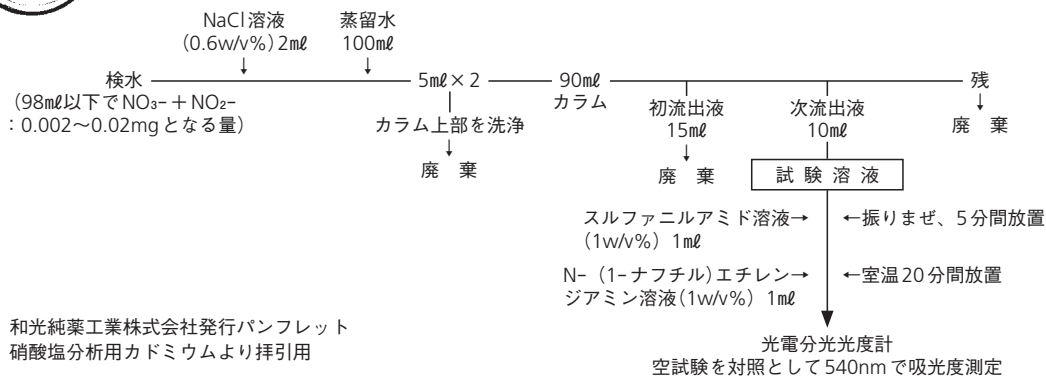 NaCl溶液
(0.6w/v%) 2㎖
蒸留水
100㎖
検水
(98㎖以下でNO₃-＋NO₂-
：0.002～0.02mgとなる量)
5㎖×2
カラム上部を洗浄
↓
廃　棄
90㎖
カラム
初流出液
15㎖
↓
廃　棄
次流出液
10㎖
残
↓
廃　棄
試 験 溶 液
スルファニルアミド溶液→
(1w/v%) 1㎖
←振りまぜ、5分間放置
N-（1-ナフチル）エチレン→
ジアミン溶液(1w/v%) 1㎖
←室温20分間放置
光電分光光度計
空試験を対照として540nmで吸光度測定
和光純薬工業株式会社発行パンフレット
硝酸塩分析用カドミウムより拝引用